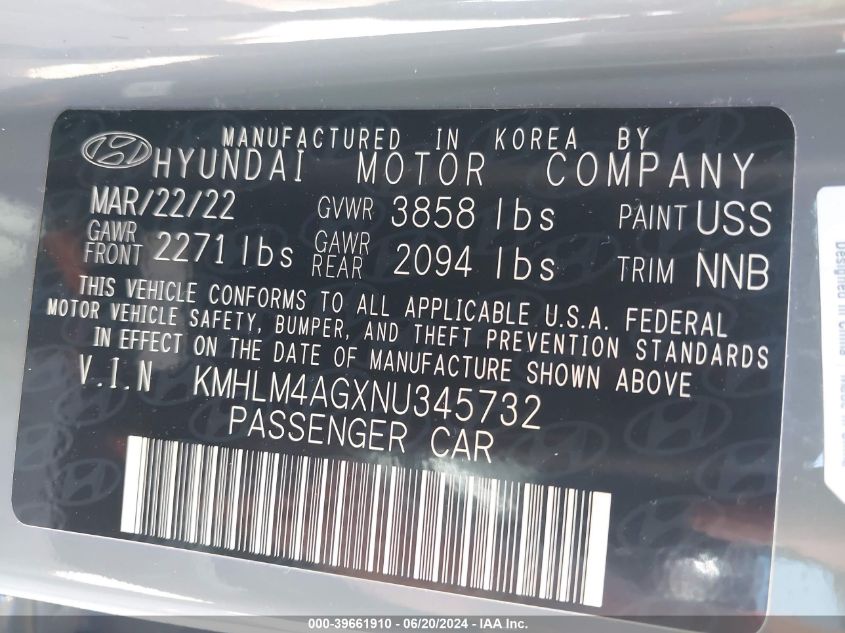 MANUFACTURED IN KOREA BY
HYUNDAI MOTOR COMPANY
MAR/22/22 GVWR 3858 lbs PAINT USS
GAWR FRONT 2271 lbs GAWR REAR 2094 lbs TRIM NNB
THIS VEHICLE CONFORMS TO ALL APPLICABLE U.S.A. FEDERAL
MOTOR VEHICLE SAFETY, BUMPER, AND THEFT PREVENTION STANDARDS
IN EFFECT ON THE DATE OF MANUFACTURE SHOWN ABOVE
V.I.N KMHLM4AGXNU345732
PASSENGER CAR
Designed in China
000-39661910 - 06/20/2024 - IAA Inc.